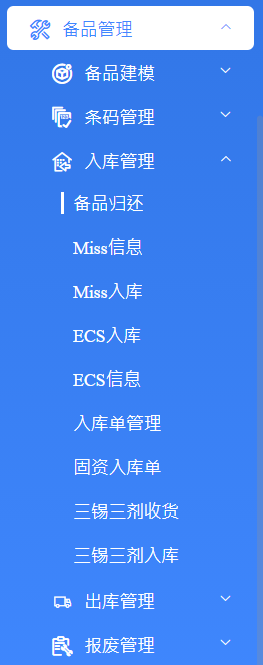 备品管理
备品建模
条码管理
入库管理
备品归还
Miss信息
Miss入库
ECS入库
ECS信息
入库单管理
固资入库单
三锡三剂收货
三锡三剂入库
出库管理
报废管理